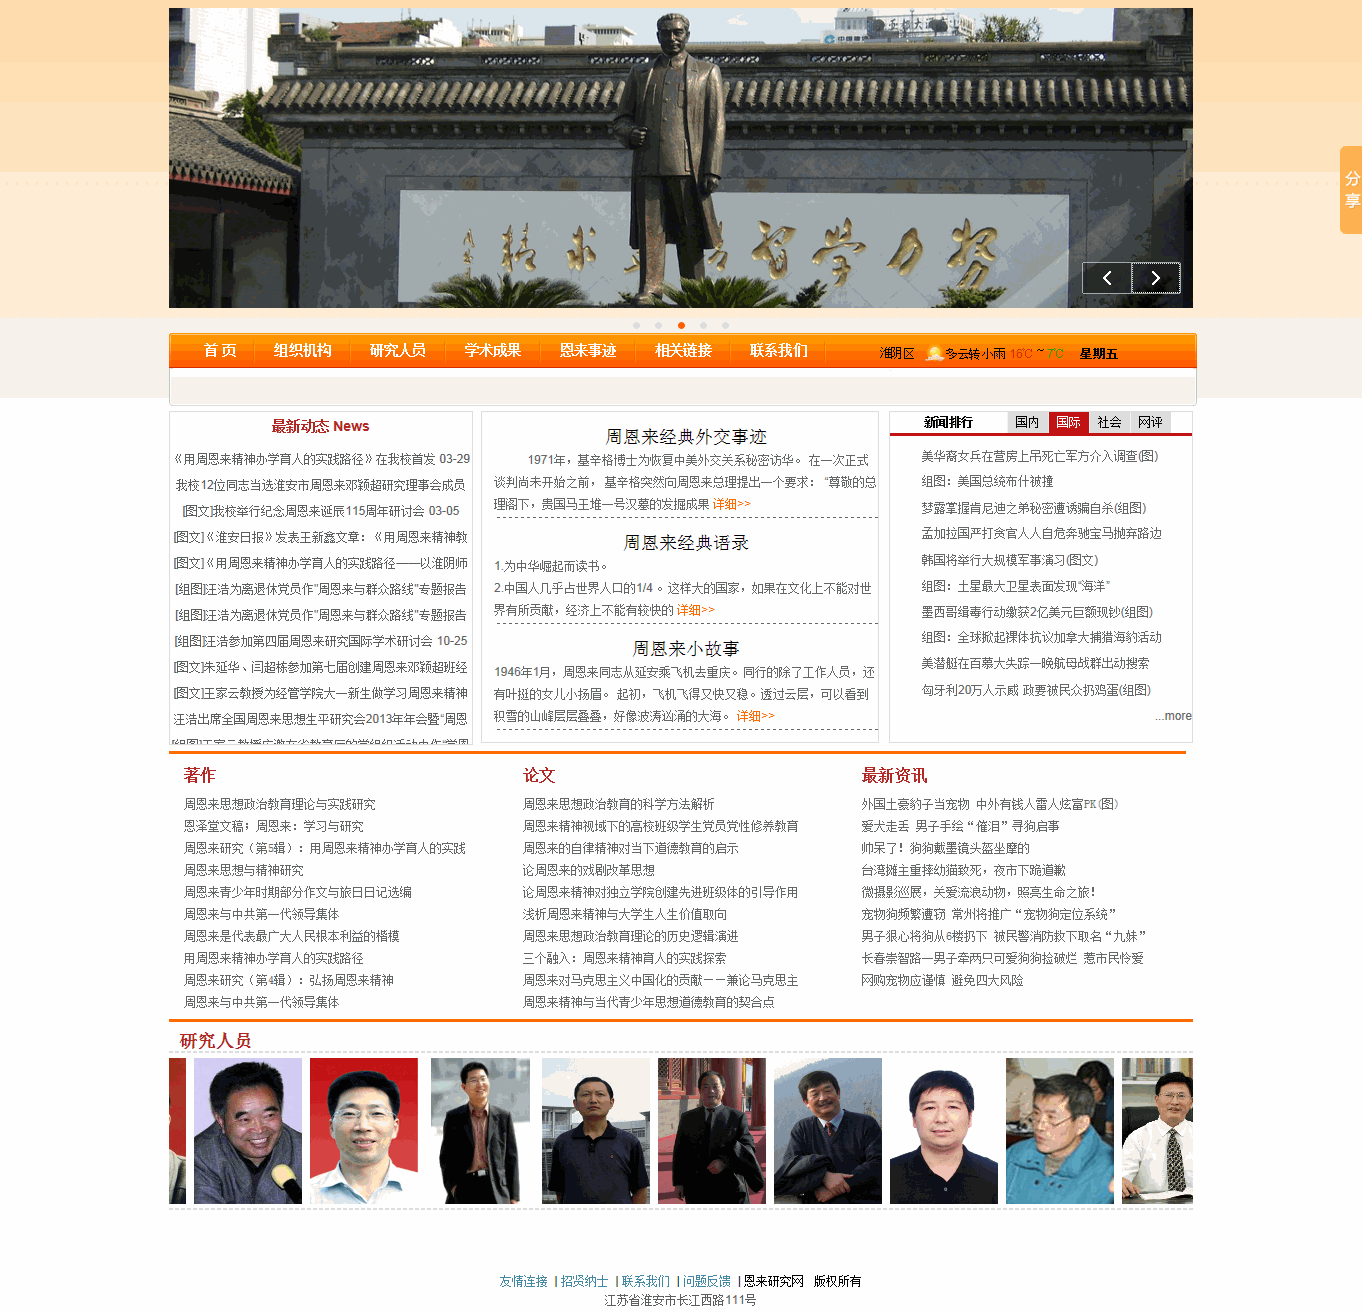 努力学習 求精
分享
首 页 组织机构 研究人员 学术成果 恩来事迹 相关链接 联系我们 淮阴区 多云转小雨 16℃ ~ 7℃ 星期五
最新动态 News
《用周恩来精神办学育人的实践路径》在我校首发 03-29
我校12位同志当选淮安市周恩来邓颖超研究理事会成员
[图文]我校举行纪念周恩来诞辰115周年研讨会 03-05
[图文]《淮安日报》发表王新鑫文章：《用周恩来精神教
[图文]《用周恩来精神办学育人的实践路径——以淮阴师
[组图]汪浩为离退休党员作"周恩来与群众路线"专题报告
[组图]汪浩为离退休党员作"周恩来与群众路线"专题报告
[组图]汪浩参加第四届周恩来研究国际学术研讨会 10-25
[图文]朱延华、闫超栋参加第七届创建周恩来邓颖超班经
[图文]王家云教授为经管学院大一新生做学习周恩来精神
汪浩出席全国周恩来思想生平研究会2013年年会暨"周恩
周恩来经典外交事迹
1971年，基辛格博士为恢复中美外交关系秘密访华。 在一次正式
谈判尚未开始之前， 基辛格突然向周恩来总理提出一个要求： "尊敬的总
理阁下，贵国马王堆一号汉墓的发掘成果 详细>>
周恩来经典语录
1.为中华崛起而读书。
2.中国人几乎占世界人口的1/4 。这样大的国家，如果在文化上不能对世
界有所贡献，经济上不能有较快的 详细>>
周恩来小故事
1946年1月，周恩来同志从延安乘飞机去重庆。同行的除了工作人员，还
有叶挺的女儿小扬眉。 起初，飞机飞得又快又稳。透过云层，可以看到
积雪的山峰层层叠叠，好像波涛汹涌的大海。 详细>>
新闻排行 国内 国际 社会 网评
美华裔女兵在营房上吊死亡军方介入调查(图)
组图：美国总统布什被撞
梦露掌握肯尼迪之弟秘密遭诱骗自杀(组图)
孟加拉国严打贪官人人自危奔驰宝马抛弃路边
韩国将举行大规模军事演习(图文)
组图：土星最大卫星表面发现"海洋"
墨西哥缉毒行动缴获2亿美元巨额现钞(组图)
组图：全球掀起裸体抗议加拿大捕猎海豹活动
美潜艇在百慕大失踪一晚航母战群出动搜索
匈牙利20万人示威 政要被民众扔鸡蛋(组图)
...more
著作
周恩来思想政治教育理论与实践研究
恩泽堂文稿；周恩来：学习与研究
周恩来研究（第5辑）：用周恩来精神办学育人的实践
周恩来思想与精神研究
周恩来青少年时期部分作文与旅日日记选编
周恩来与中共第一代领导集体
周恩来是代表最广大人民根本利益的楷模
用周恩来精神办学育人的实践路径
周恩来研究（第4辑）：弘扬周恩来精神
周恩来与中共第一代领导集体
论文
周恩来思想政治教育的科学方法解析
周恩来精神视域下的高校班级学生党员党性修养教育
周恩来的自律精神对当下道德教育的启示
论周恩来的戏剧改革思想
论周恩来精神对独立学院创建先进班级体的引导作用
浅析周恩来精神与大学生人生价值取向
周恩来思想政治教育理论的历史逻辑演进
三个融入：周恩来精神育人的实践探索
周恩来对马克思主义中国化的贡献－－兼论马克思主
周恩来精神与当代青少年思想道德教育的契合点
最新资讯
外国土豪豹子当宠物 中外有钱人雷人炫富PK(图)
爱犬走丢 男子手绘“催泪”寻狗启事
帅呆了！狗狗戴墨镜头盔坐摩的
台湾摊主重摔幼猫致死，夜市下跪道歉
微摄影巡展，关爱流浪动物，照亮生命之旅！
宠物狗频繁遭窃 常州将推广“宠物狗定位系统”
男子狠心将狗从6楼扔下 被民警消防救下取名“九妹”
长春崇智路一男子牵两只可爱狗狗捡破烂 惹市民怜爱
网购宠物应谨慎 避免四大风险
研究人员
友情连接 | 招贤纳士 | 联系我们 | 问题反馈 | 恩来研究网 版权所有
江苏省淮安市长江西路111号